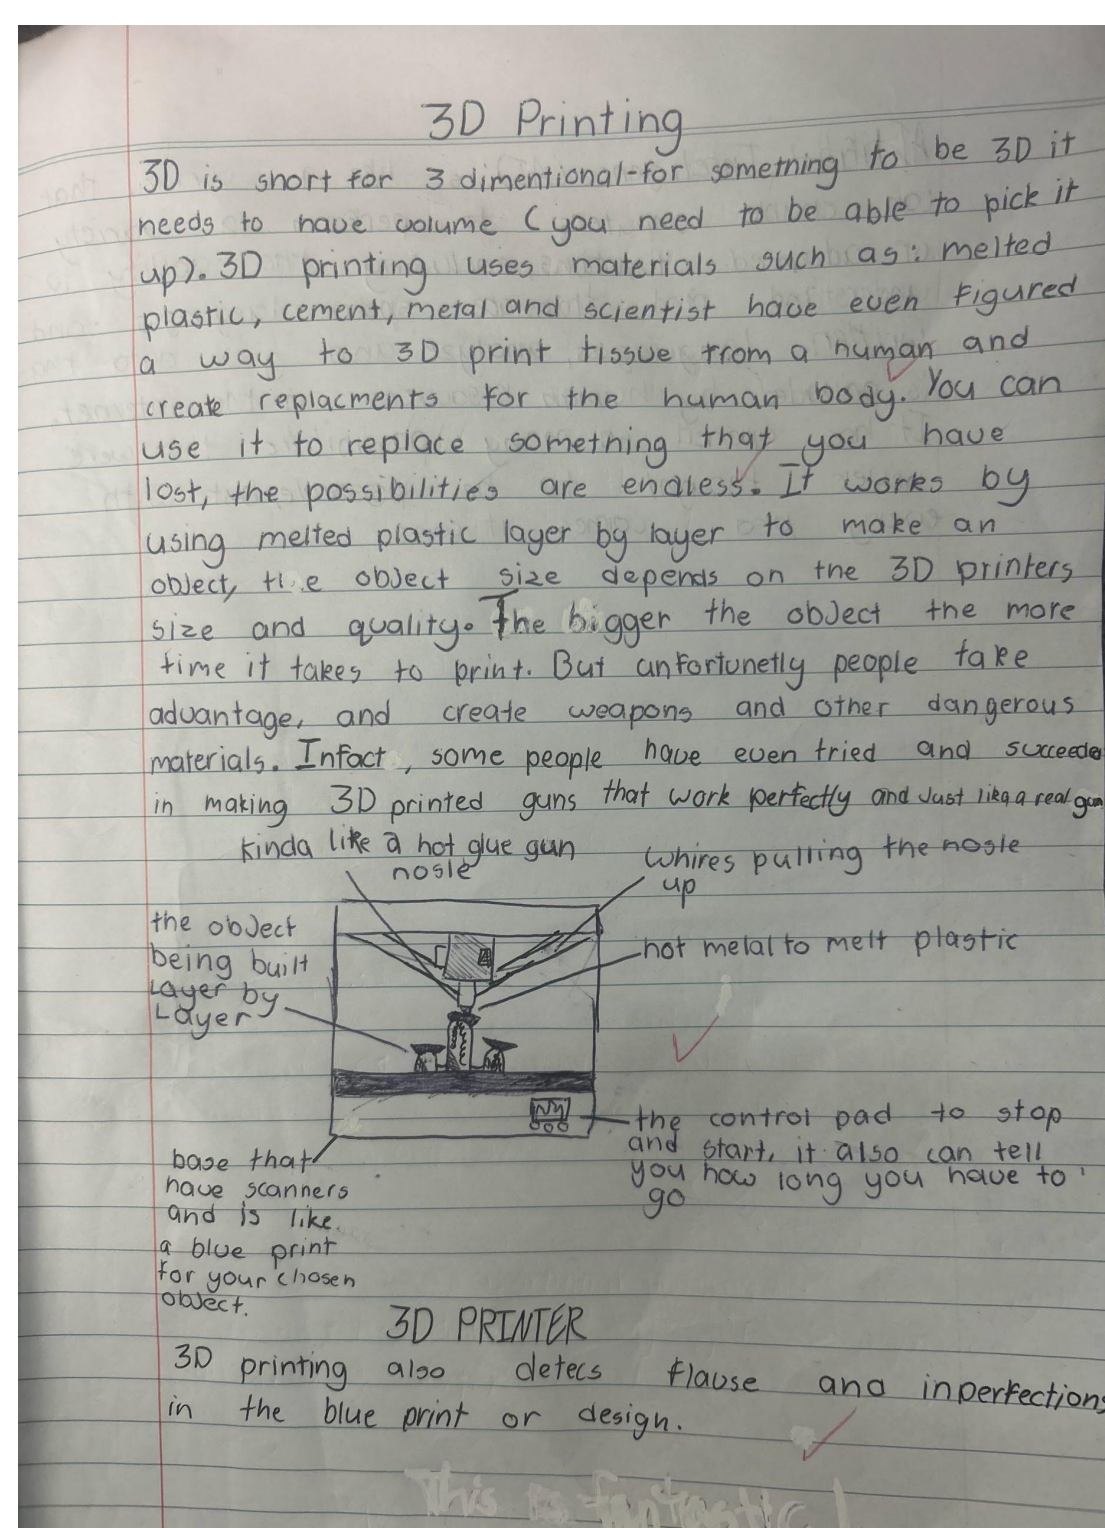 3D Printing
3D is short for 3 dimentional-for something to be 3D it
needs to have volume (you need to be able to pick it
up). 3D printing uses materials such as: melted
plastic, cement, metal and scientist have even figured
a way to 3D print tissue from a human and
create replacments for the human body. You can
use it to replace something that you have
lost, the possibilities are endless. It works by
using melted plastic layer by layer to make an
object, the object size depends on the 3D printers
size and quality. The bigger the object the more
time it takes to print. But unfortunetly people take
advantage, and create weapons and other dangerous
materials. Infact, some people have even tried and succeede
in making 3D printed guns that work perfectly and Just like a real gun
kinda like a hot glue gun
nosle
whires pulling the nosle
up
the object
being built
Layer by
Layer
hot metal to melt plastic
the control pad to stop
and start, it also can tell
you how long you have to
go
base that
have scanners
and is like
a blue print
for your chosen
object.
3D PRINTER
3D printing also detecs flause and inperfections
in the blue print or design.
This is fantastic!